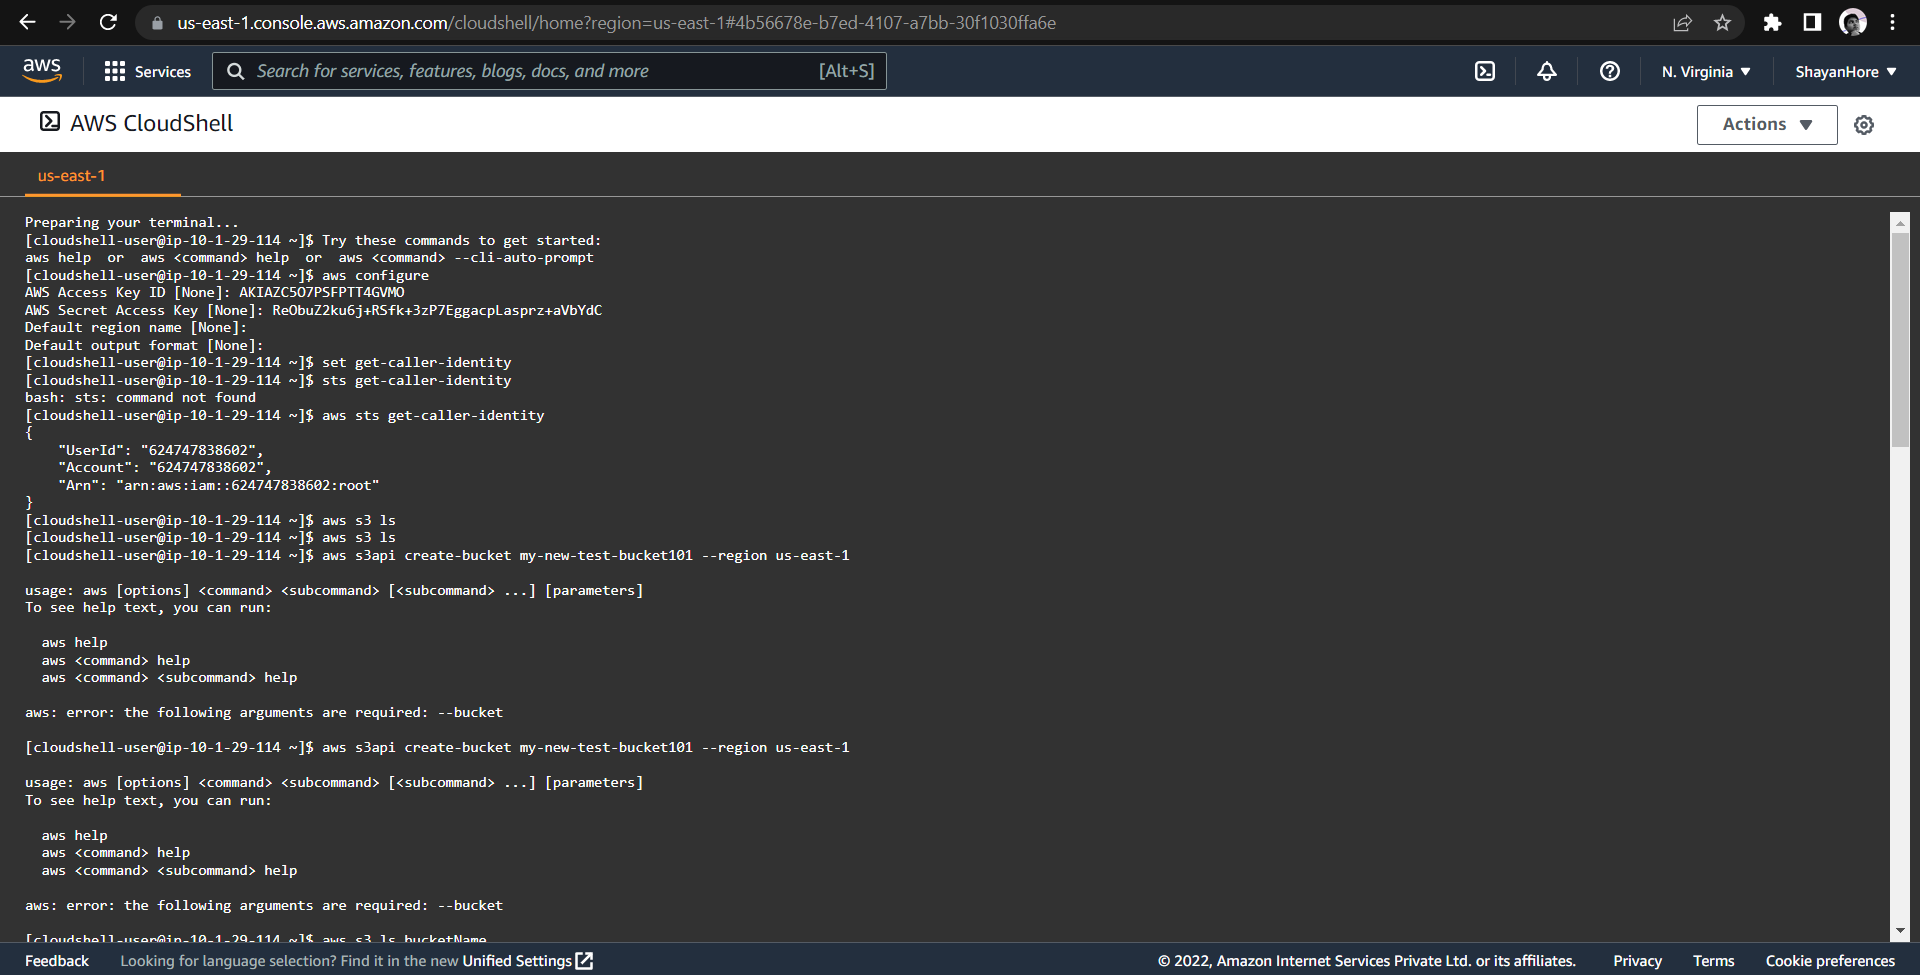 us-east-1.console.aws.amazon.com/cloudshell/home?region=us-east-1#4b56678e-b7ed-4107-a7bb-30f1030ffa6e
aws Services Search for services, features, blogs, docs, and more [Alt+S] N. Virginia ShayanHore
AWS CloudShell Actions
us-east-1
Preparing your terminal...
[cloudshell-user@ip-10-1-29-114 ~]$ Try these commands to get started:
aws help  or  aws <command> help  or  aws <command> --cli-auto-prompt
[cloudshell-user@ip-10-1-29-114 ~]$ aws configure
AWS Access Key ID [None]: AKIAZC5O7PSFPTT4GVMO
AWS Secret Access Key [None]: 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
Default region name [None]:
Default output format [None]:
[cloudshell-user@ip-10-1-29-114 ~]$ set get-caller-identity
[cloudshell-user@ip-10-1-29-114 ~]$ sts get-caller-identity
bash: sts: command not found
[cloudshell-user@ip-10-1-29-114 ~]$ aws sts get-caller-identity
{
    "UserId": "624747838602",
    "Account": "624747838602",
    "Arn": "arn:aws:iam::624747838602:root"
}
[cloudshell-user@ip-10-1-29-114 ~]$ aws s3 ls
[cloudshell-user@ip-10-1-29-114 ~]$ aws s3 ls
[cloudshell-user@ip-10-1-29-114 ~]$ aws s3api create-bucket my-new-test-bucket101 --region us-east-1
usage: aws [options] <command> <subcommand> [<subcommand> ...] [parameters]
To see help text, you can run:
  aws help
  aws <command> help
  aws <command> <subcommand> help
aws: error: the following arguments are required: --bucket
[cloudshell-user@ip-10-1-29-114 ~]$ aws s3api create-bucket my-new-test-bucket101 --region us-east-1
usage: aws [options] <command> <subcommand> [<subcommand> ...] [parameters]
To see help text, you can run:
  aws help
  aws <command> help
  aws <command> <subcommand> help
aws: error: the following arguments are required: --bucket
[cloudshell-user@ip-10-1-29-114 ~]$ aws s3 ls bucketName
Feedback Looking for language selection? Find it in the new Unified Settings © 2022, Amazon Internet Services Private Ltd. or its affiliates. Privacy Terms Cookie preferences